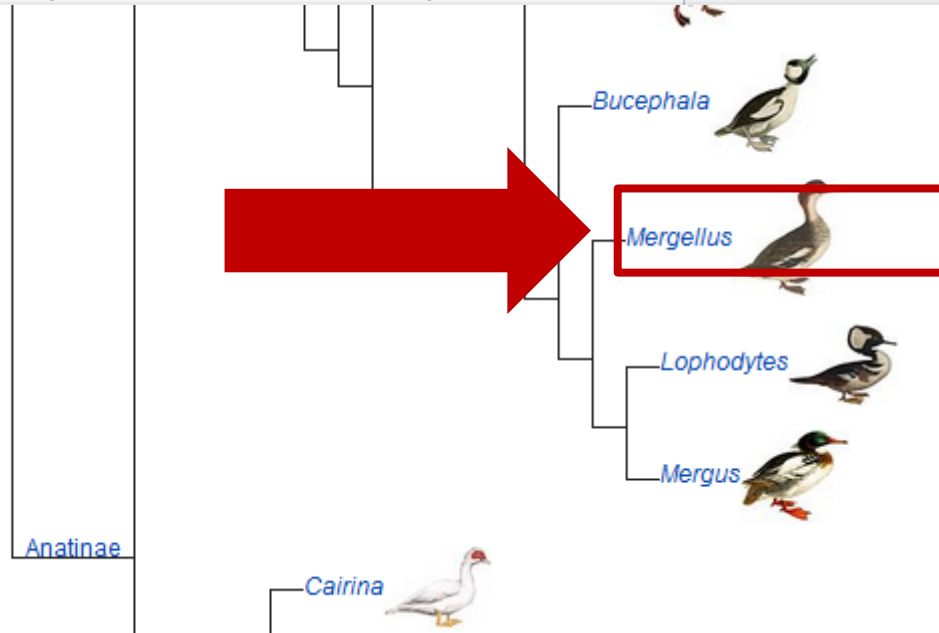 Bucephala
Mergellus
Lophodytes
Mergus
Anatinae
Cairina